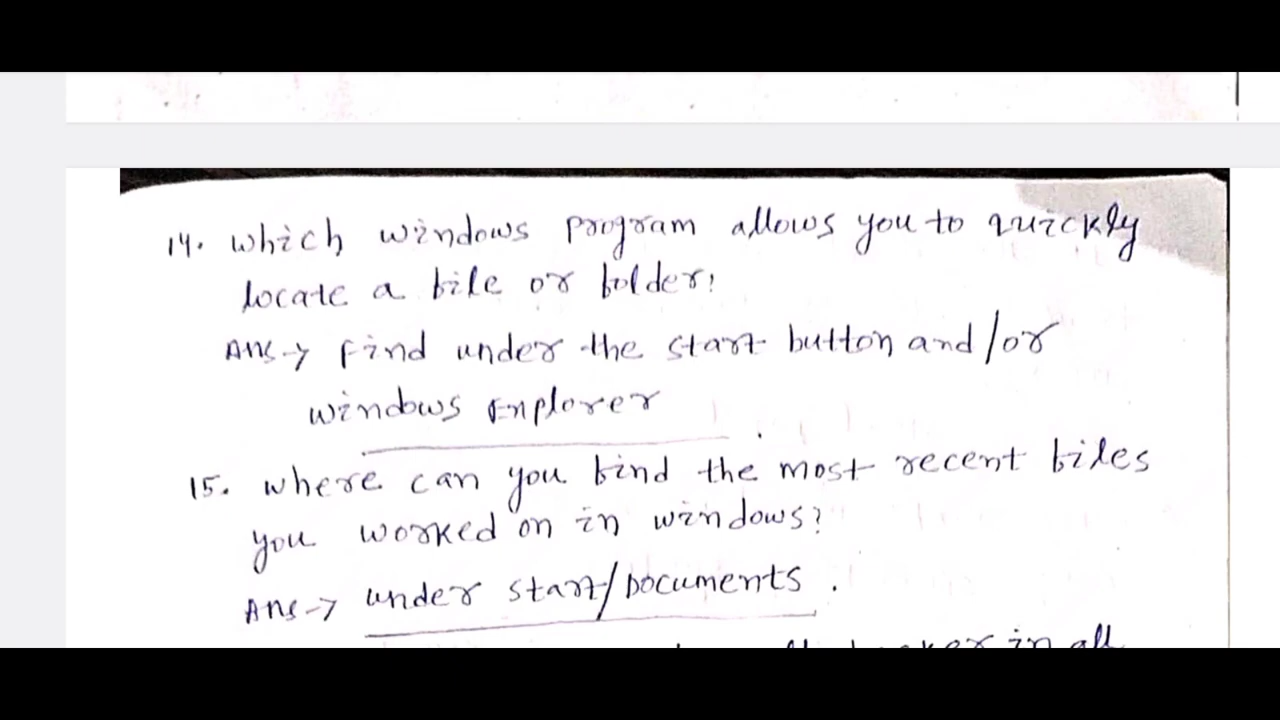 14. Which windows program allows you to quickly
locate a file or folder?
Ans → Find under the start button and/or
windows Explorer
15. Where can you find the most recent files
you worked on in windows?
Ans → under start/Documents.
in all